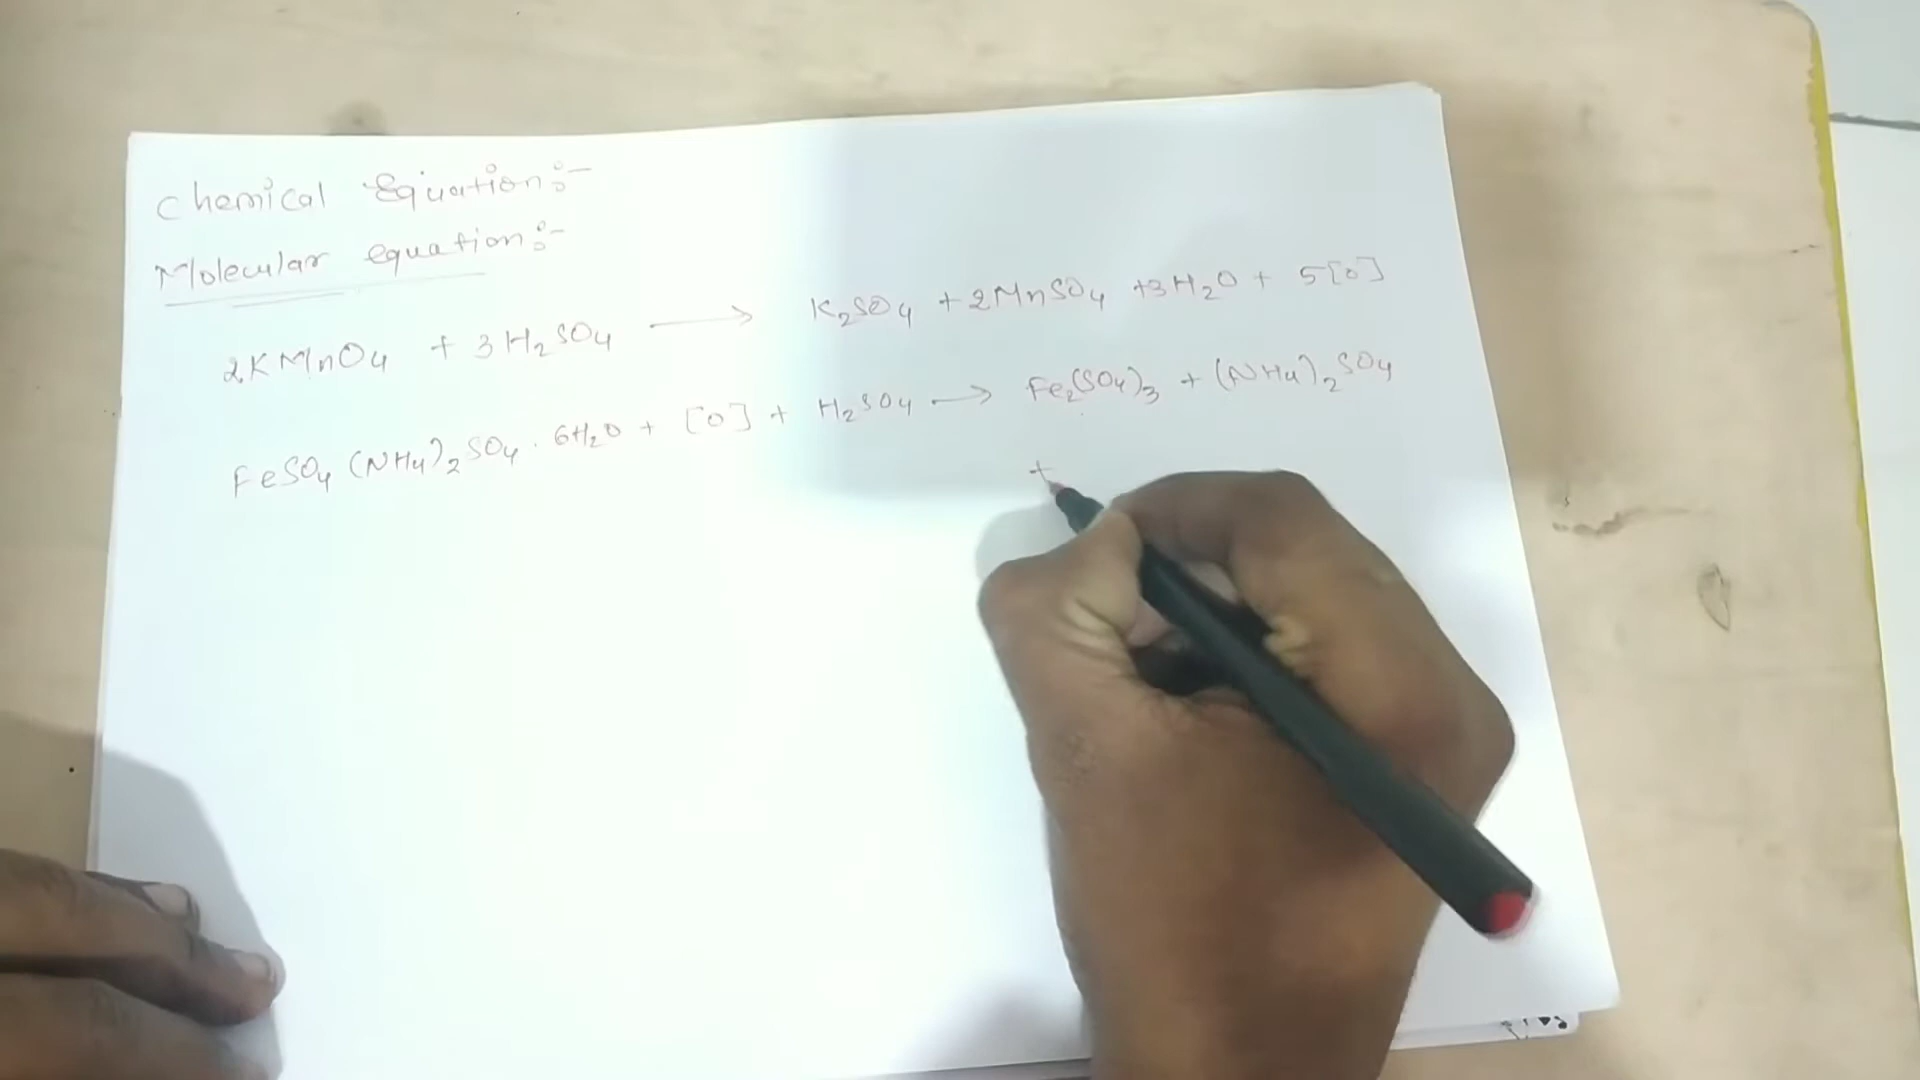 Chemical Equation:-
Molecular equation:-
2KMnO4 + 3H2SO4 ⟶ K2SO4 + 2MnSO4 + 3H2O + 5[O]
FeSO4 (NH4)2SO4 . 6H2O + [O] + H2SO4 ⟶ Fe2(SO4)3 + (NH4)2SO4
+